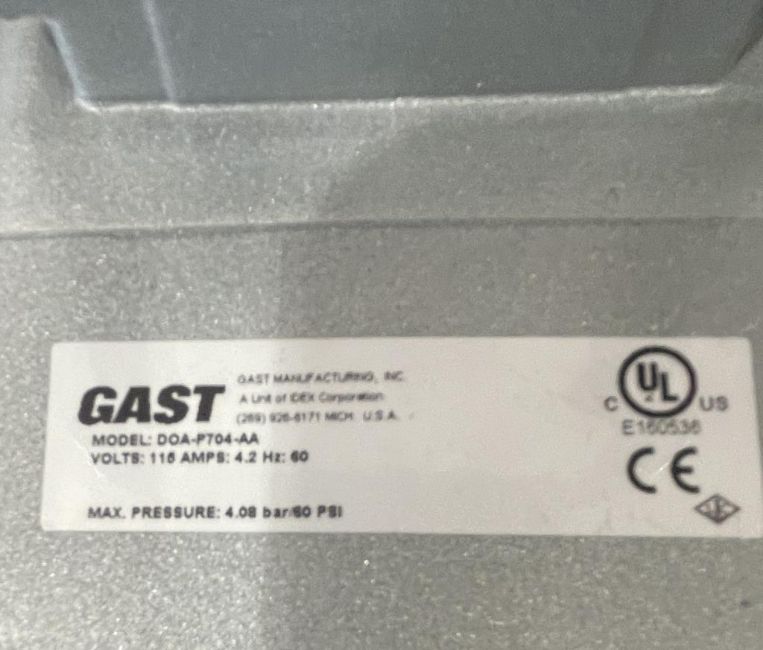 GAST
GAST MANUFACTURING, INC.
A Unit of IDEX Corporation
(269) 926-6171 MICH. U.S.A.
MODEL: DOA-P704-AA
VOLTS: 115 AMPS: 4.2 Hz: 60
MAX. PRESSURE: 4.08 bar/60 PSI
UL
C US
E160536
CE